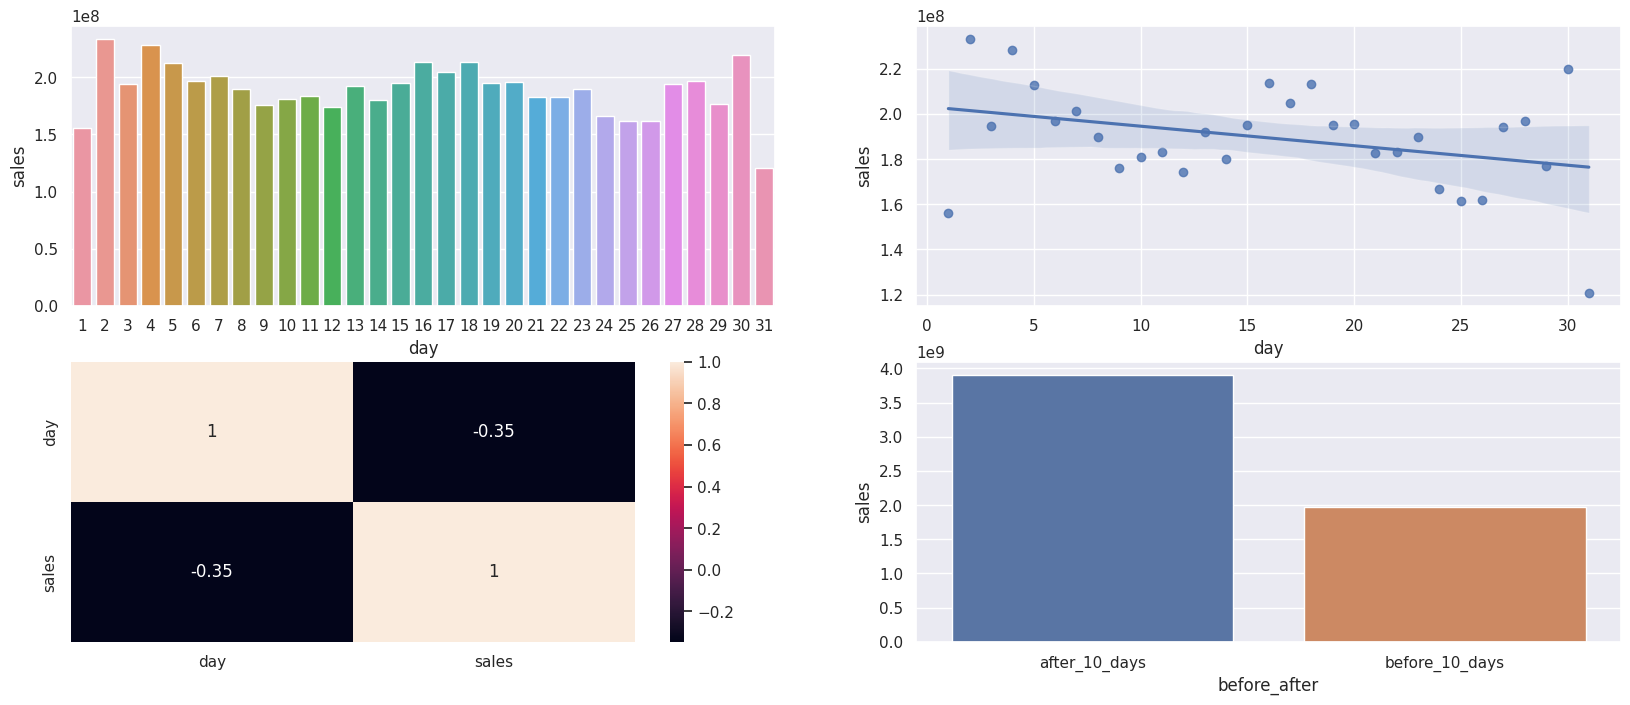 1e8
2.0
1.5
1.0
0.5
0.0
sales
1 2 3 4 5 6 7 8 9 10 11 12 13 14 15 16 17 18 19 20 21 22 23 24 25 26 27 28 29 30 31
day
1e8
2.2
2.0
1.8
1.6
1.4
1.2
sales
0 5 10 15 20 25 30
day
day
sales
1 -0.35
-0.35 1
day sales
1.0
0.8
0.6
0.4
0.2
0.0
−0.2
1e9
4.0
3.5
3.0
2.5
2.0
1.5
1.0
0.5
0.0
sales
after_10_days before_10_days
before_after